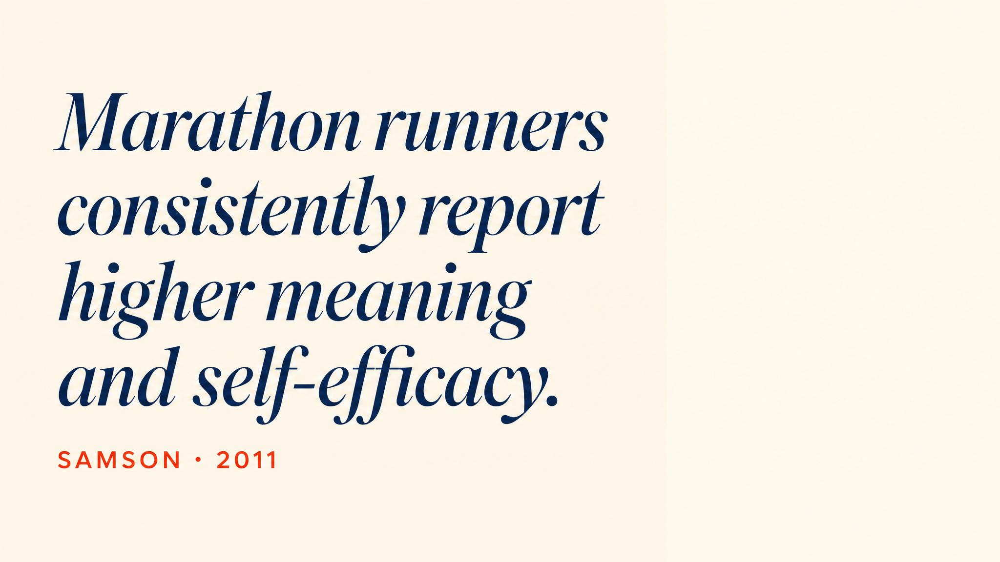 Marathon runners
consistently report
higher meaning
and self-efficacy.
SAMSON • 2011